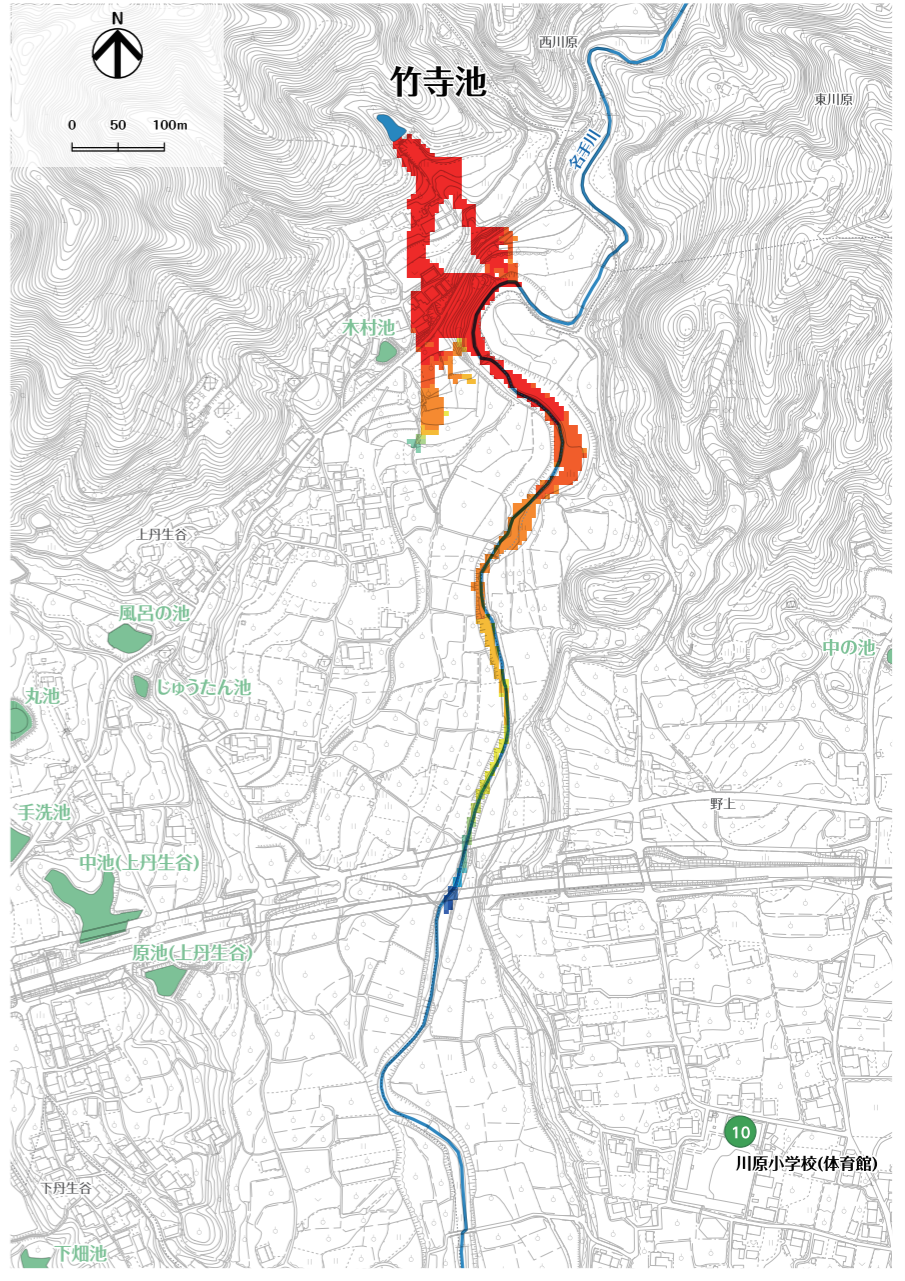 N
0 50 100m
竹寺池
西川原
東川原
名手川
木村池
上丹生谷
風呂の池
じゅうたん池
中の池
丸池
手洗池
野上
中池(上丹生谷)
原池(上丹生谷)
10
川原小学校(体育館)
下丹生谷
下畑池